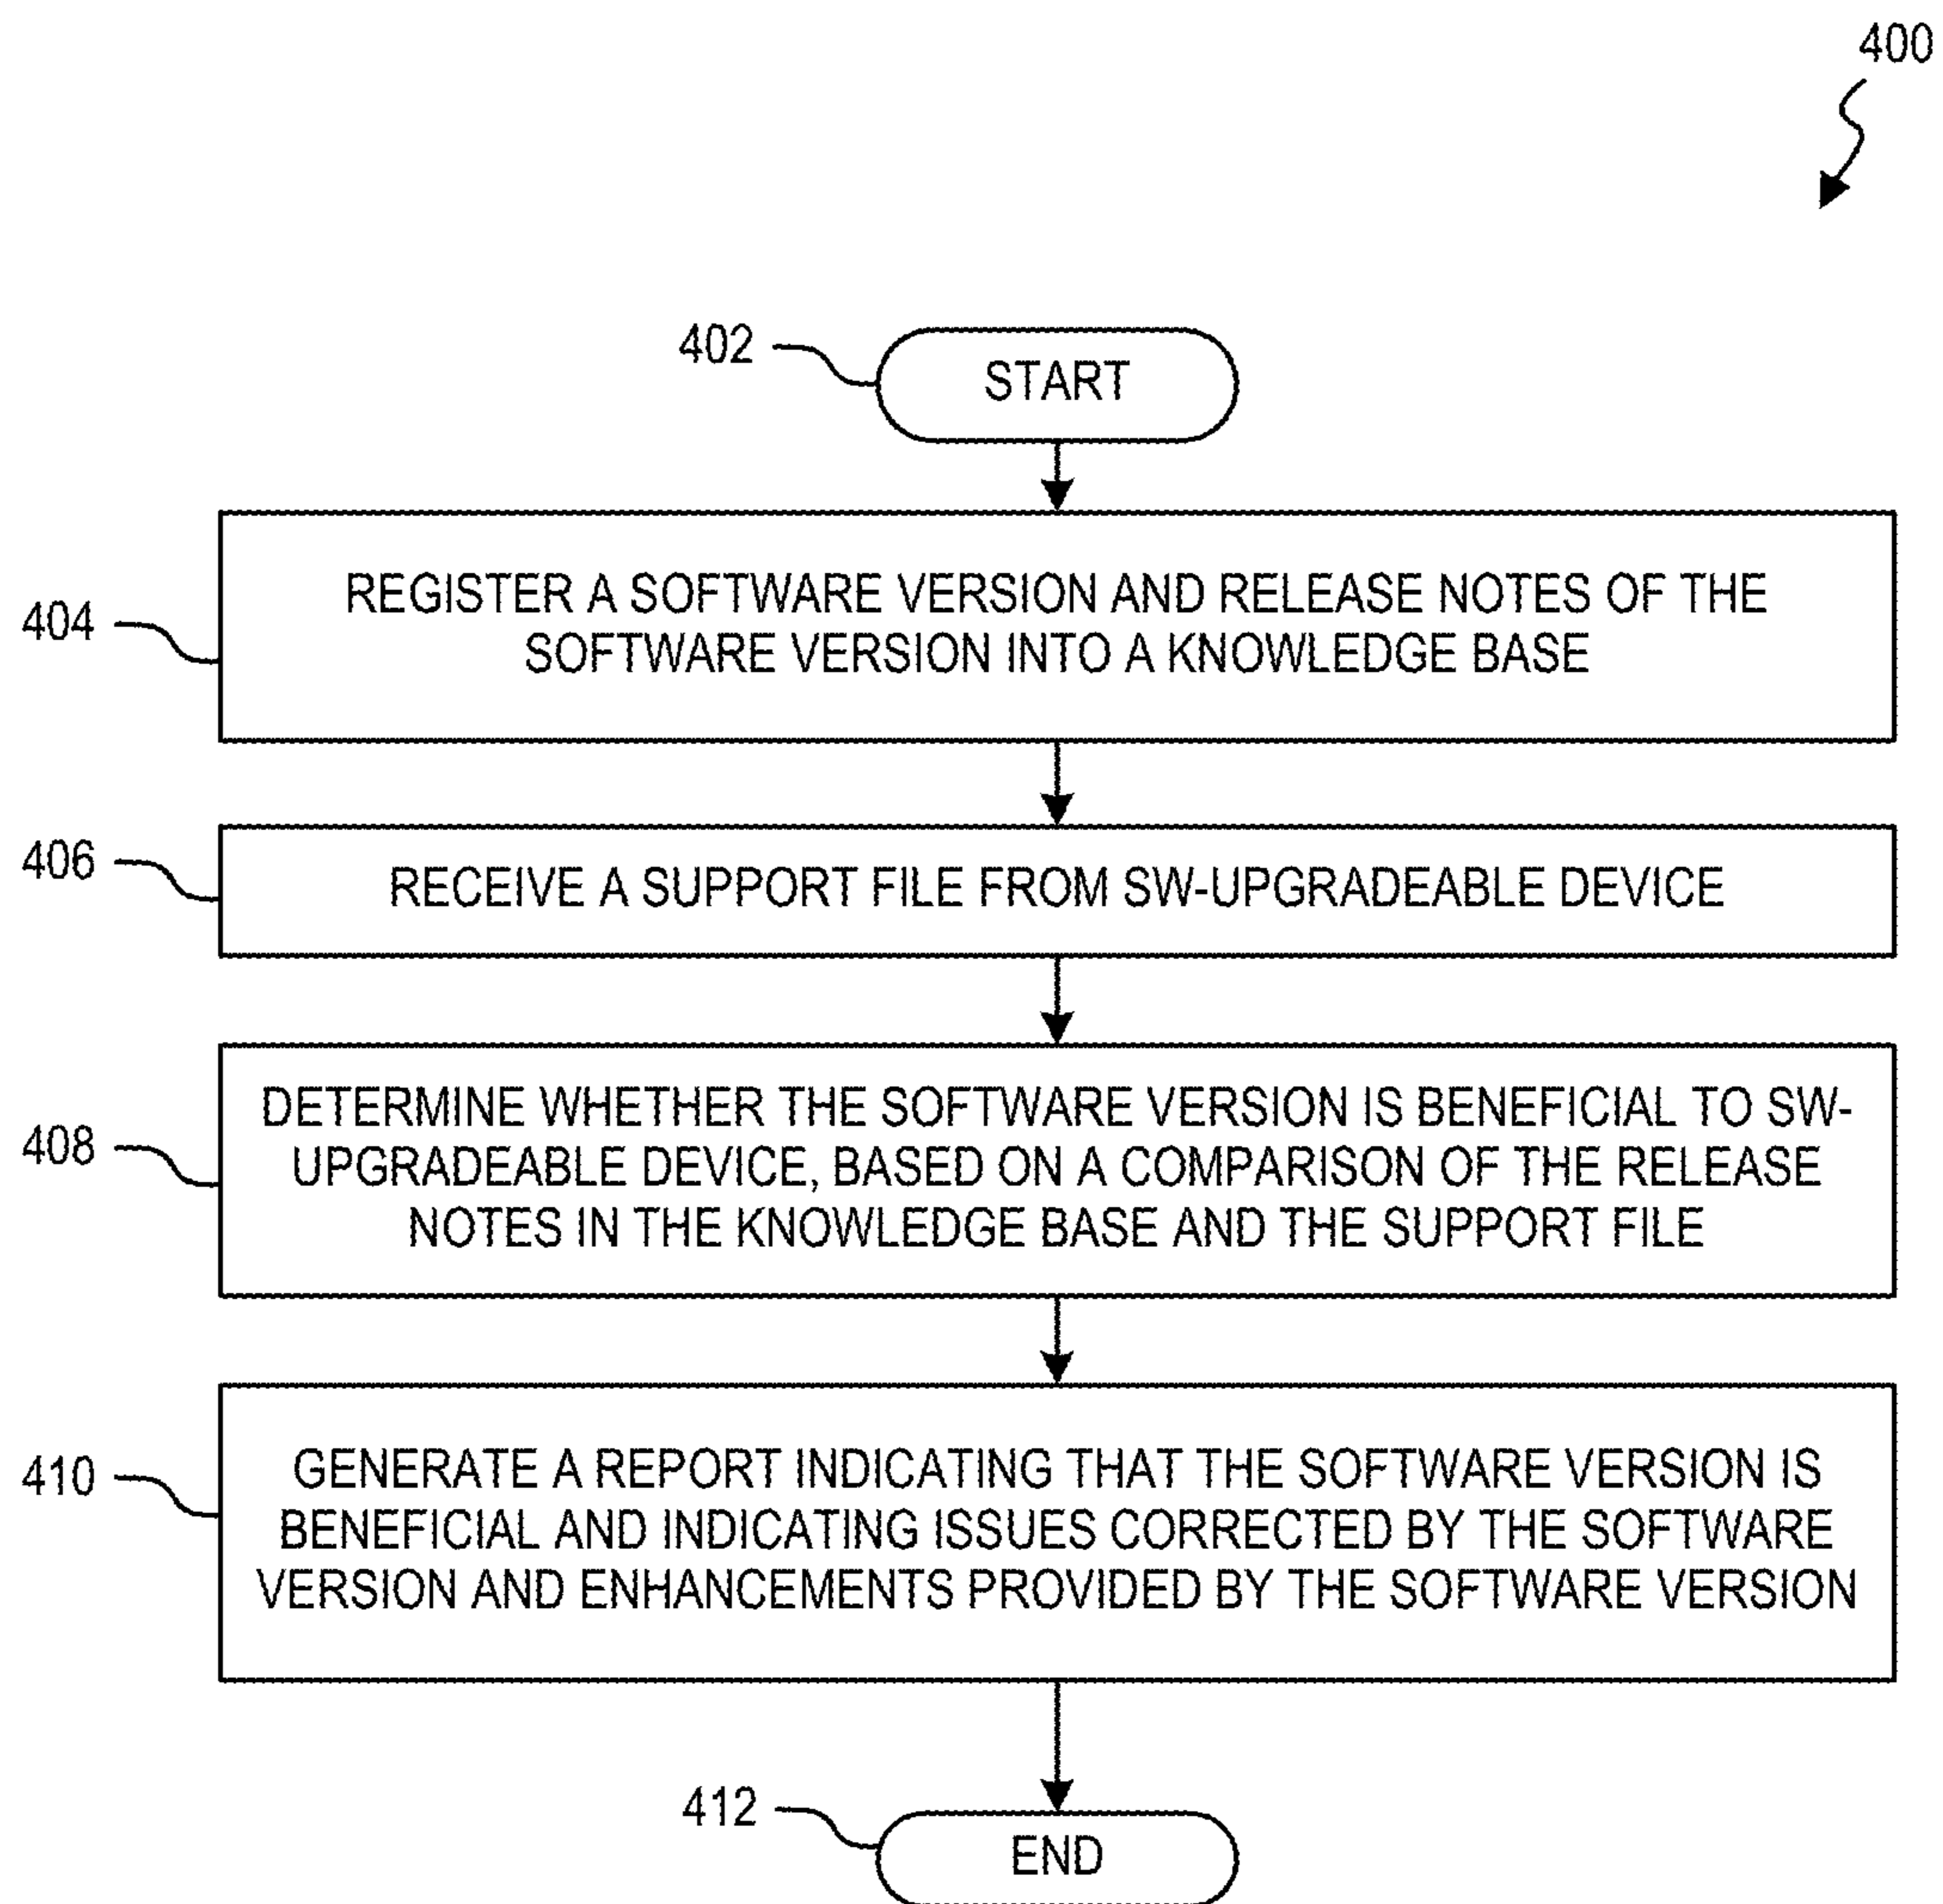 400
402
START
404
REGISTER A SOFTWARE VERSION AND RELEASE NOTES OF THE
SOFTWARE VERSION INTO A KNOWLEDGE BASE
406
RECEIVE A SUPPORT FILE FROM SW-UPGRADEABLE DEVICE
408
DETERMINE WHETHER THE SOFTWARE VERSION IS BENEFICIAL TO SW-
UPGRADEABLE DEVICE, BASED ON A COMPARISON OF THE RELEASE
NOTES IN THE KNOWLEDGE BASE AND THE SUPPORT FILE
410
GENERATE A REPORT INDICATING THAT THE SOFTWARE VERSION IS
BENEFICIAL AND INDICATING ISSUES CORRECTED BY THE SOFTWARE
VERSION AND ENHANCEMENTS PROVIDED BY THE SOFTWARE VERSION
412
END